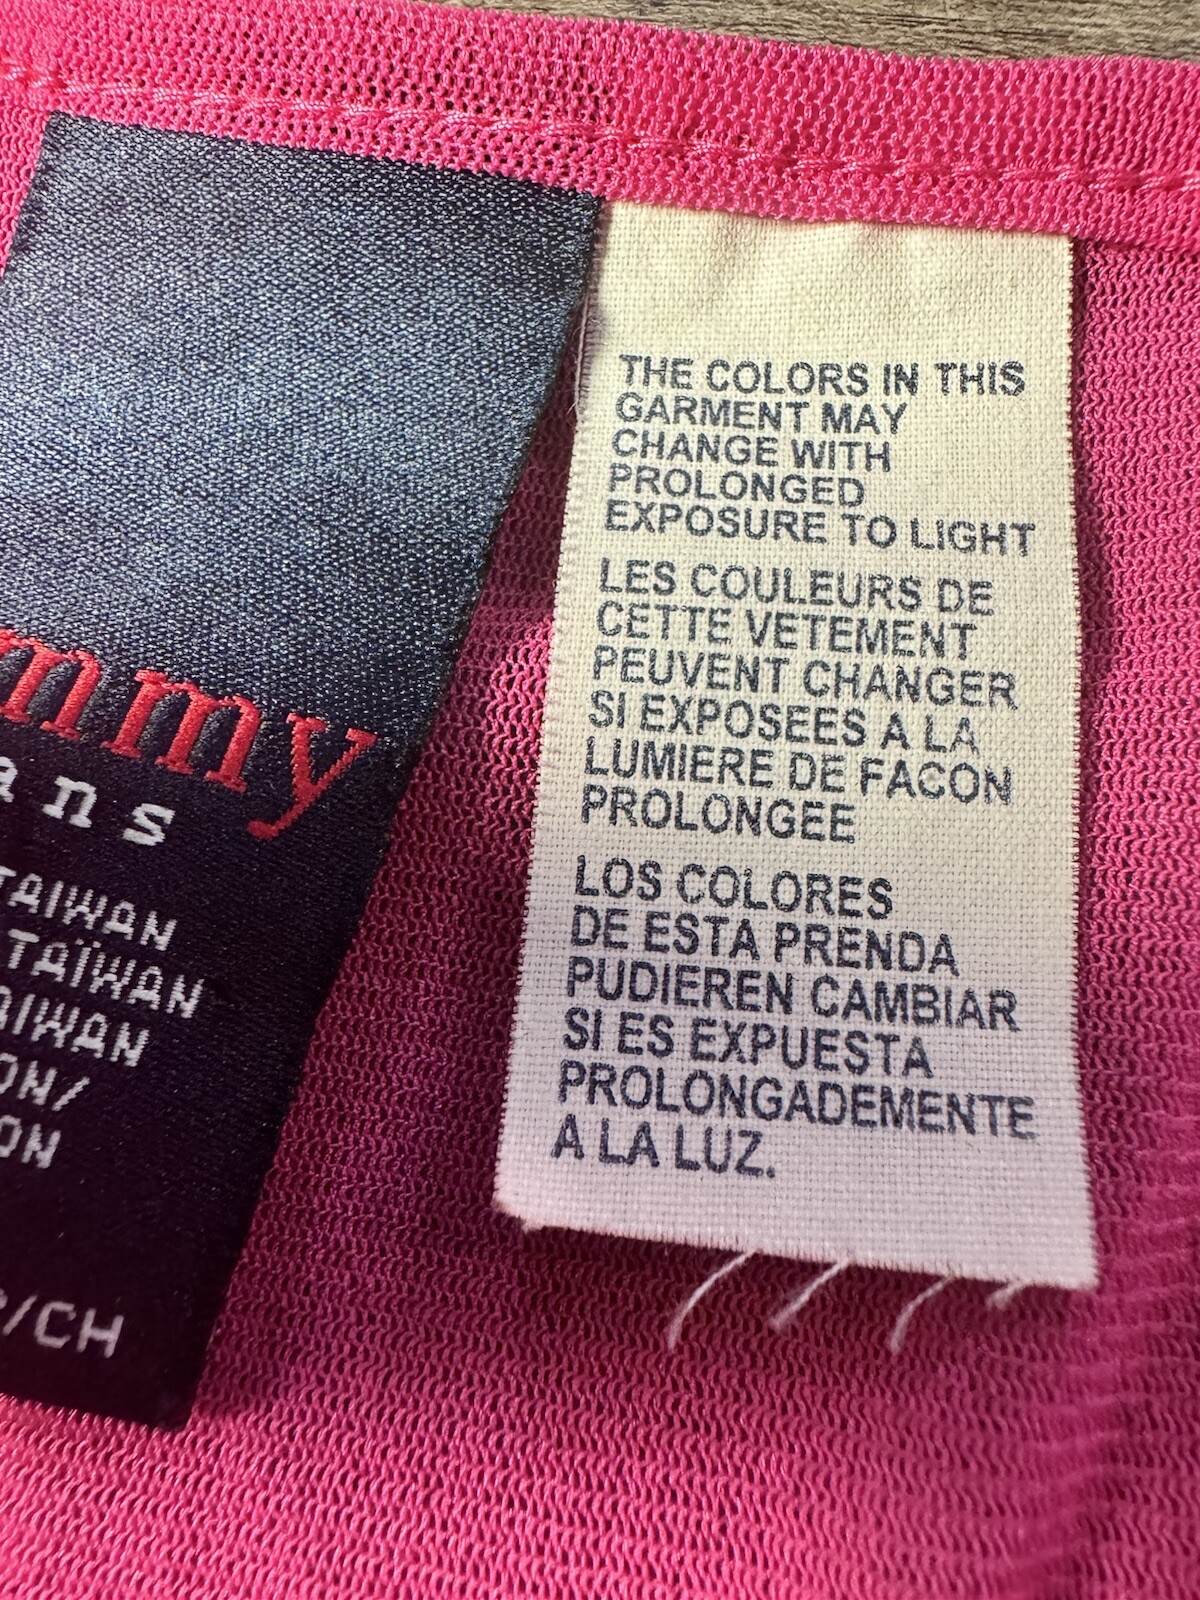 mmy
ans
TAIWAN
TAÏWAN
AIWAN
ON/
ON
/CH
THE COLORS IN THIS
GARMENT MAY
CHANGE WITH
PROLONGED
EXPOSURE TO LIGHT
LES COULEURS DE
CETTE VETEMENT
PEUVENT CHANGER
SI EXPOSEES A LA
LUMIERE DE FACON
PROLONGEE
LOS COLORES
DE ESTA PRENDA
PUDIEREN CAMBIAR
SI ES EXPUESTA
PROLONGADEMENTE
A LA LUZ.